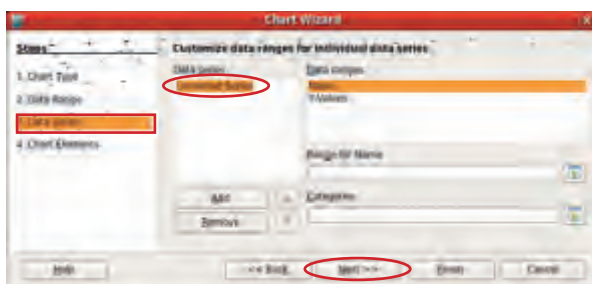 Chart Wizard
Steps
Customize data ranges for individual data series
1. Chart Type
2. Data Range
3. Data Series
4. Chart Elements
Data series
Unnamed Series
Data ranges
Name
Y-Values
Range for Name
Add
Remove
Categories
Help
<< Back
Next >>
Finish
Cancel